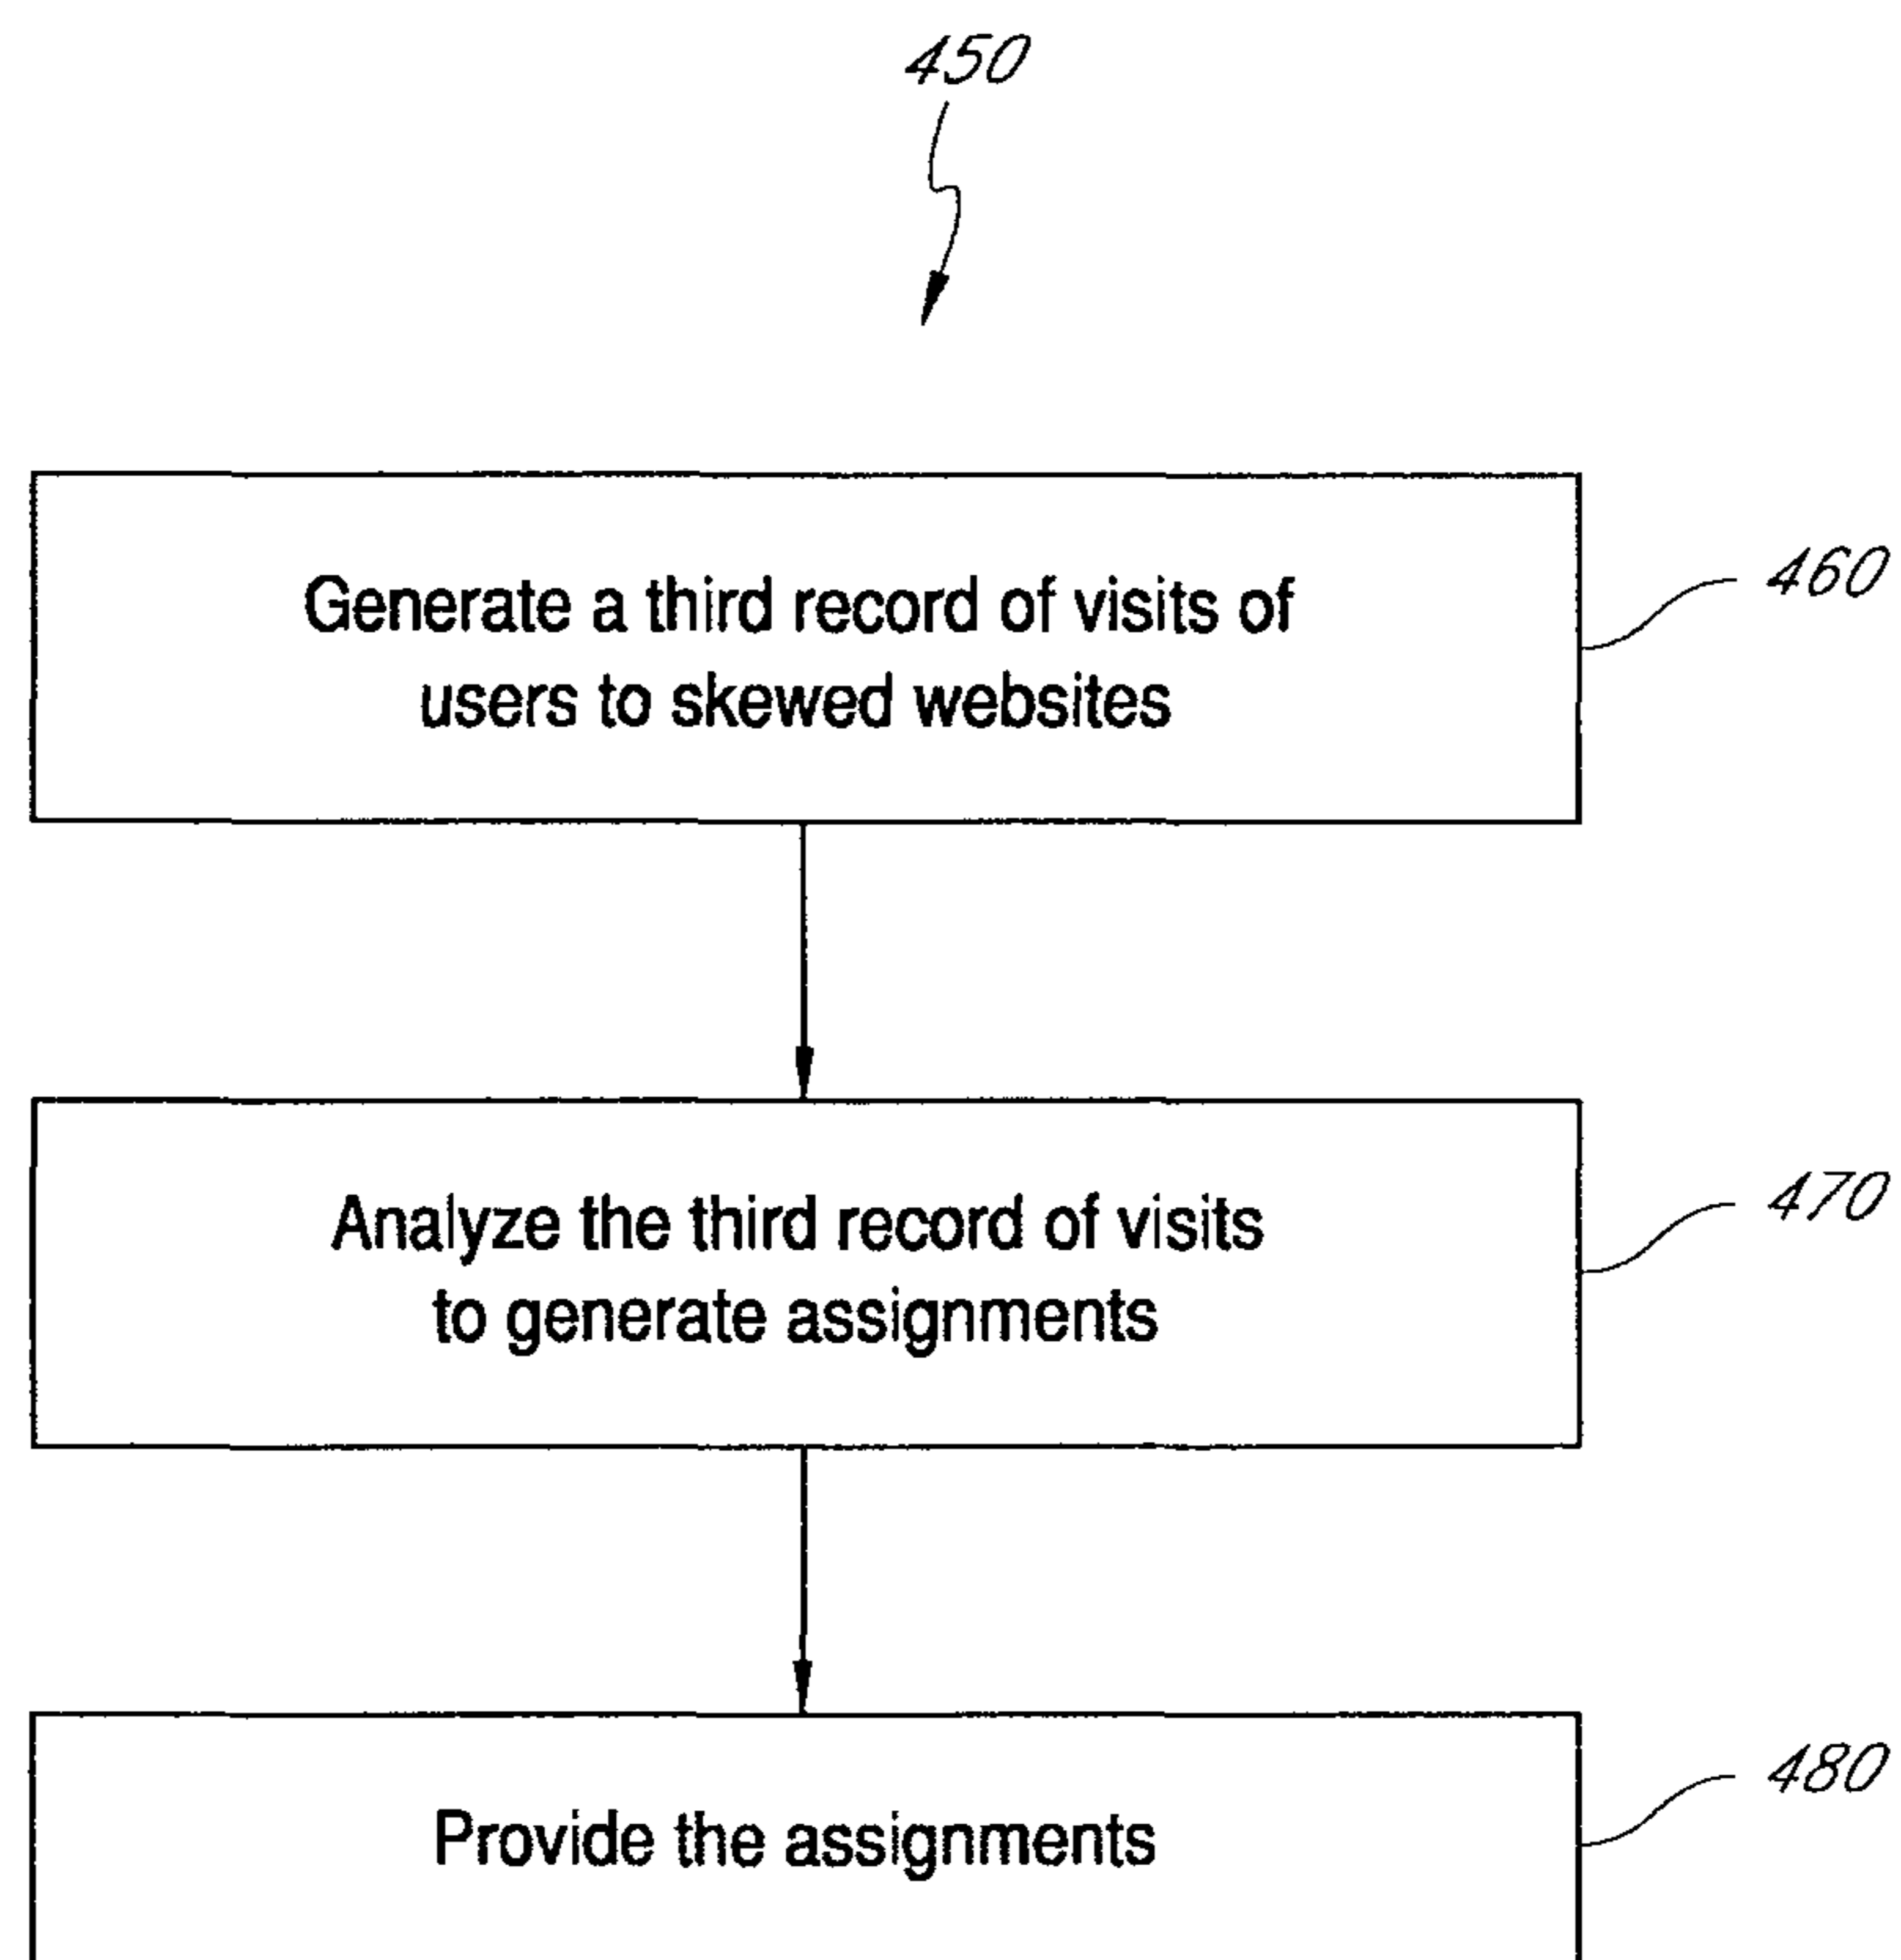 450
Generate a third record of visits of
users to skewed websites
460
Analyze the third record of visits
to generate assignments
470
Provide the assignments
480